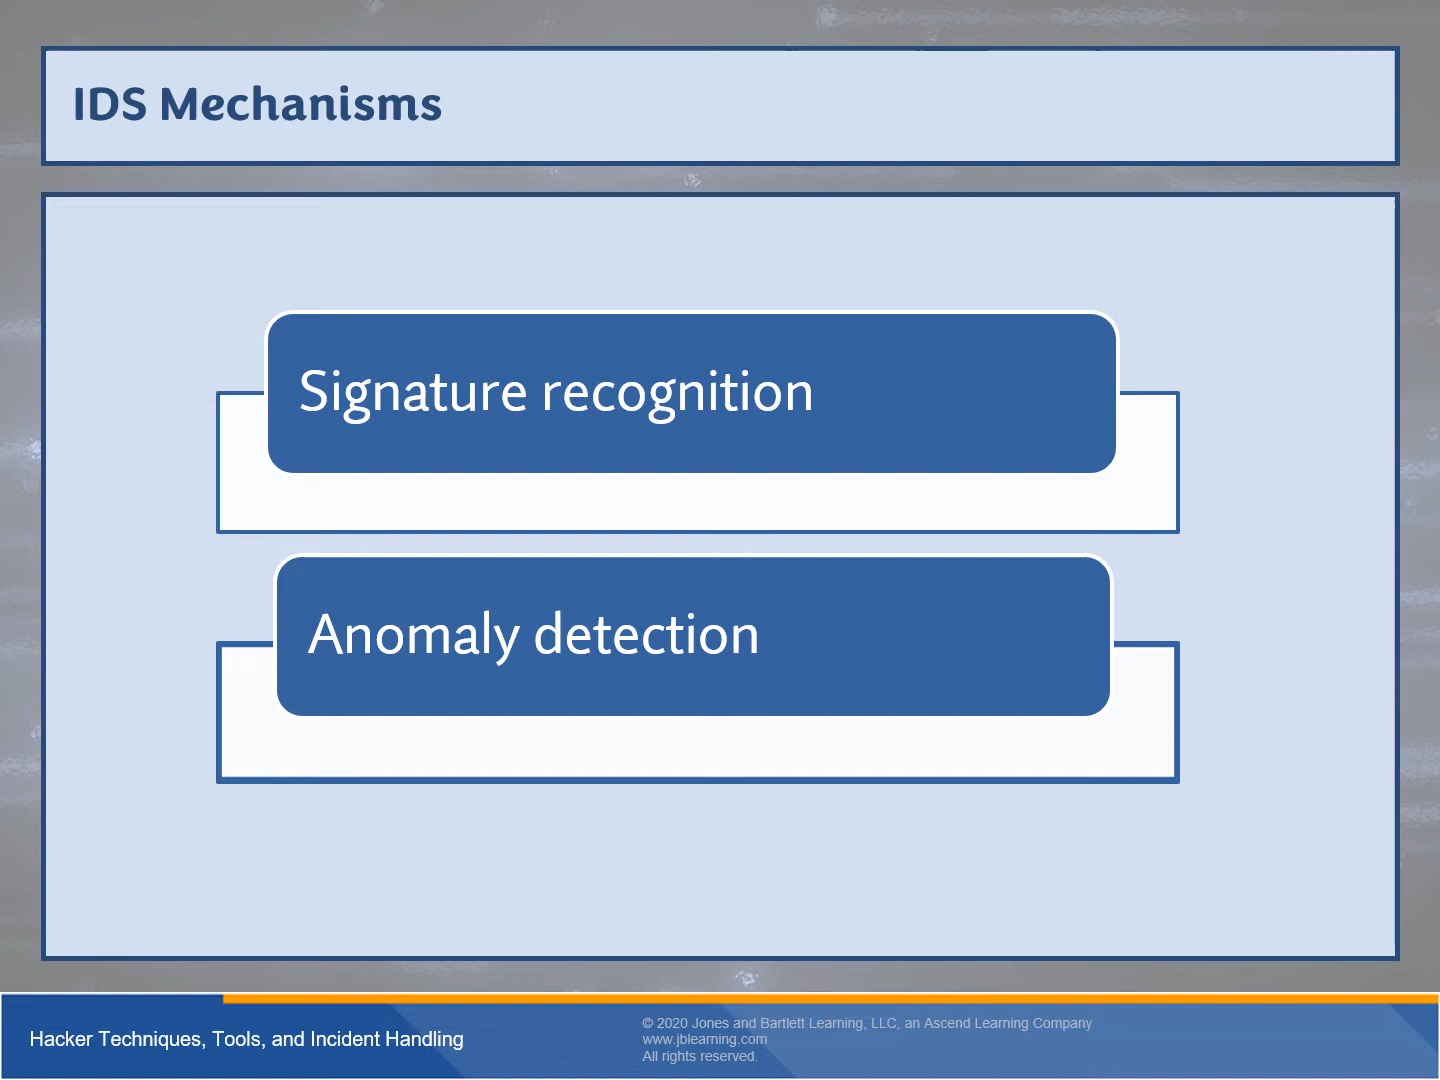 IDS Mechanisms
Signature recognition
Anomaly detection
Hacker Techniques, Tools, and Incident Handling
© 2020 Jones and Bartlett Learning, LLC, an Ascend Learning Company
www.jblearning.com
All rights reserved.